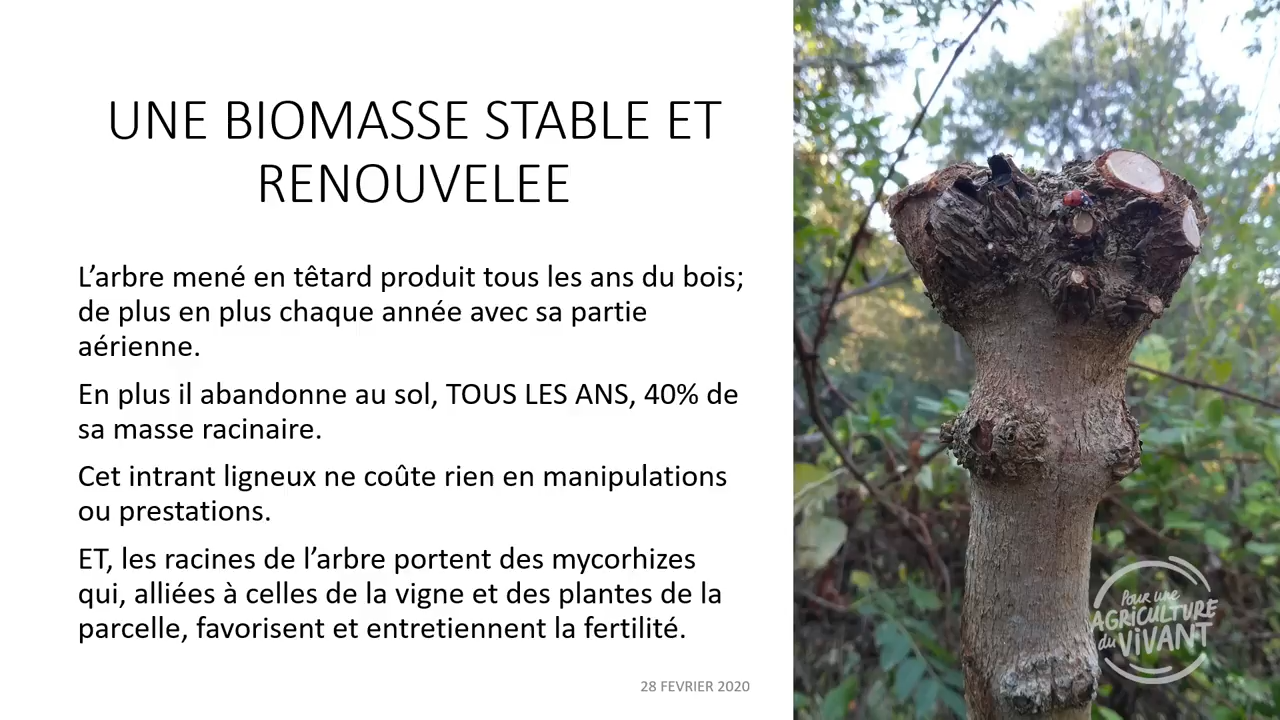 UNE BIOMASSE STABLE ET
RENOUVELEE
L’arbre mené en têtard produit tous les ans du bois;
de plus en plus chaque année avec sa partie
aérienne.
En plus il abandonne au sol, TOUS LES ANS, 40% de
sa masse racinaire.
Cet intrant ligneux ne coûte rien en manipulations
ou prestations.
ET, les racines de l’arbre portent des mycorhizes
qui, alliées à celles de la vigne et des plantes de la
parcelle, favorisent et entretiennent la fertilité.
28 FEVRIER 2020
Pour une
AGRiCULTURE
du ViVANT